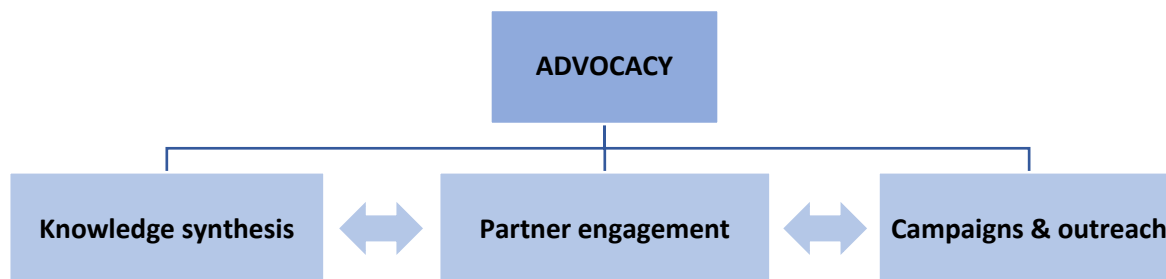 ADVOCACY
Knowledge synthesis
Partner engagement
Campaigns & outreach